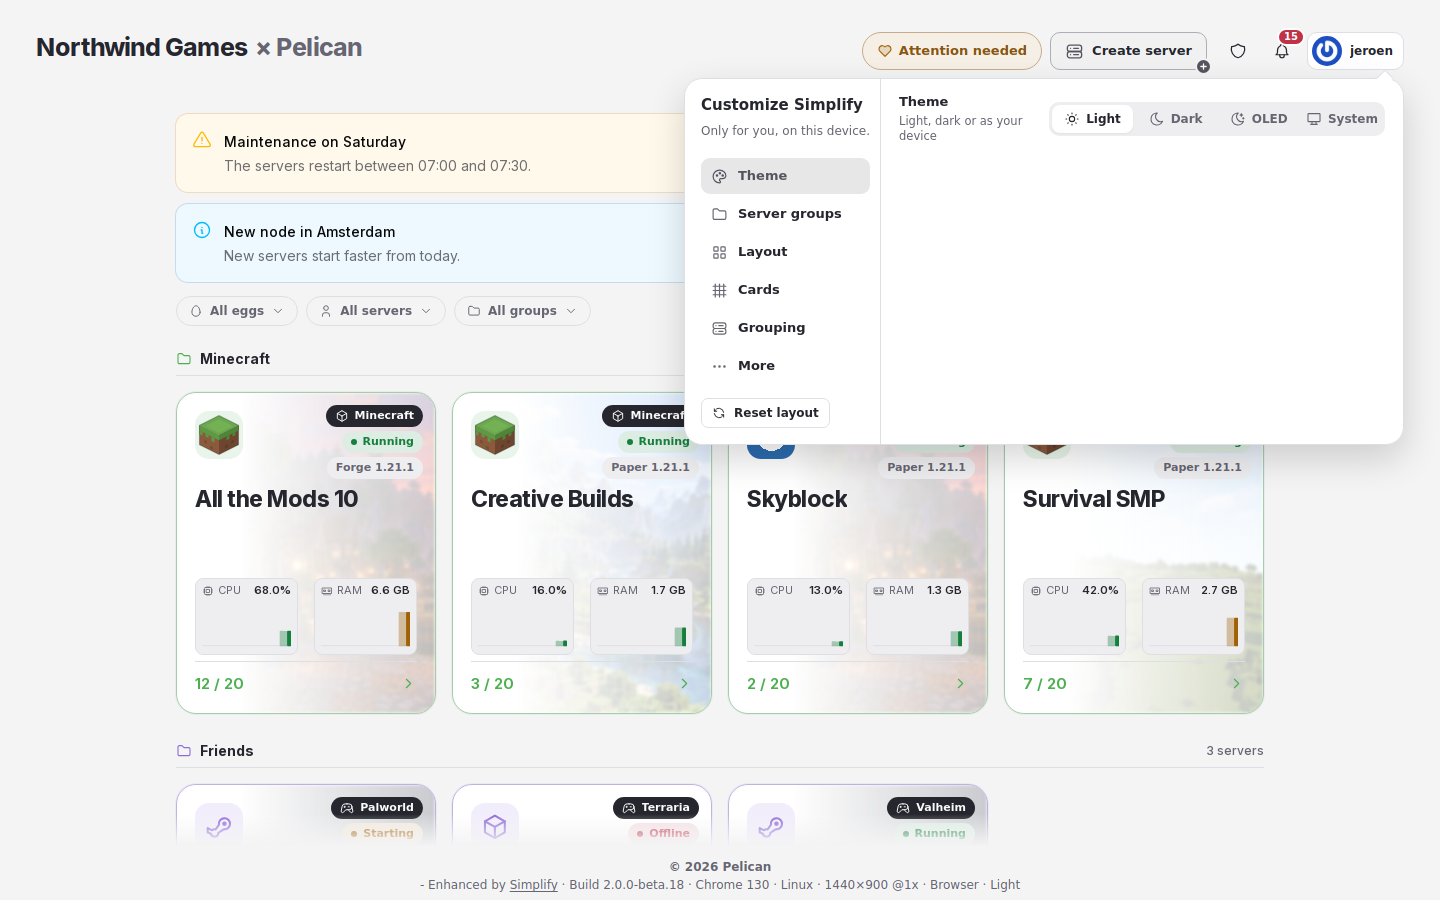 Northwind Games × Pelican
Attention needed
Create server
15
jeroen
Maintenance on Saturday
The servers restart between 07:00 and 07:30.
New node in Amsterdam
New servers start faster from today.
All eggs
All servers
All groups
Customize Simplify
Only for you, on this device.
Theme
Server groups
Layout
Cards
Grouping
More
Reset layout
Theme
Light, dark or as your
device
Light
Dark
OLED
System
Minecraft
Minecraft
Running
Forge 1.21.1
All the Mods 10
CPU 68.0%
RAM 6.6 GB
12 / 20
Running
Paper 1.21.1
Creative Builds
CPU 16.0%
RAM 1.7 GB
3 / 20
Paper 1.21.1
Skyblock
CPU 13.0%
RAM 1.3 GB
2 / 20
Paper 1.21.1
Survival SMP
CPU 42.0%
RAM 2.7 GB
7 / 20
Friends
3 servers
Palworld
Starting
Terraria
Offline
Valheim
Running
© 2026 Pelican
- Enhanced by Simplify · Build 2.0.0-beta.18 · Chrome 130 · Linux · 1440×900 @1x · Browser · Light